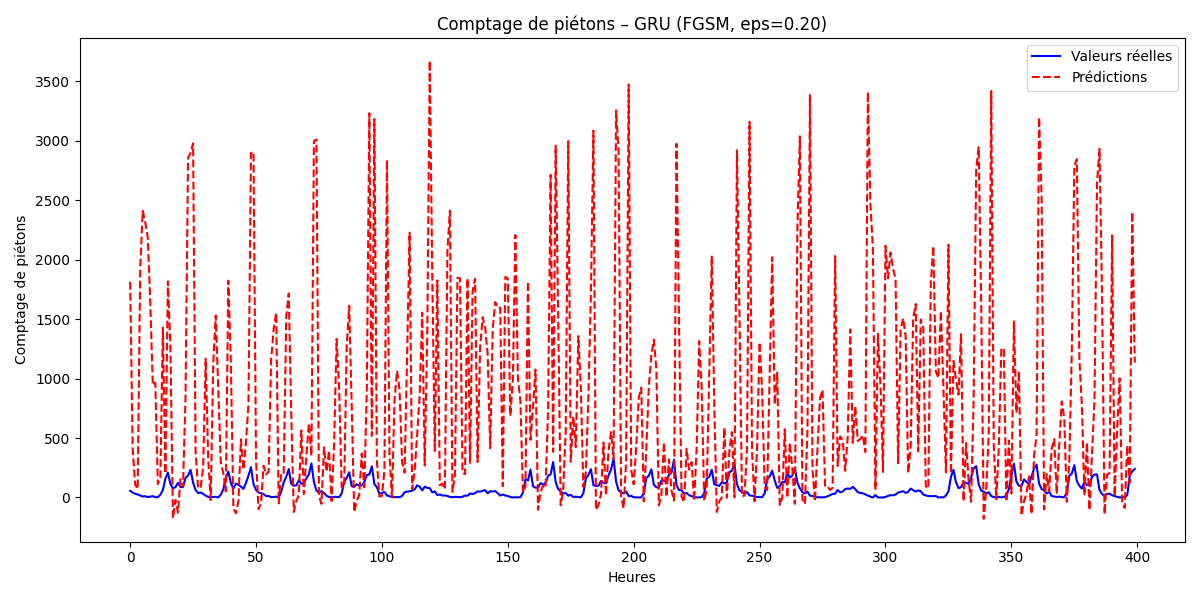 Comptage de piétons – GRU (FGSM, eps=0.20)
Valeurs réelles
Prédictions
Comptage de piétons
3500
3000
2500
2000
1500
1000
500
0
0 50 100 150 200 250 300 350 400
Heures